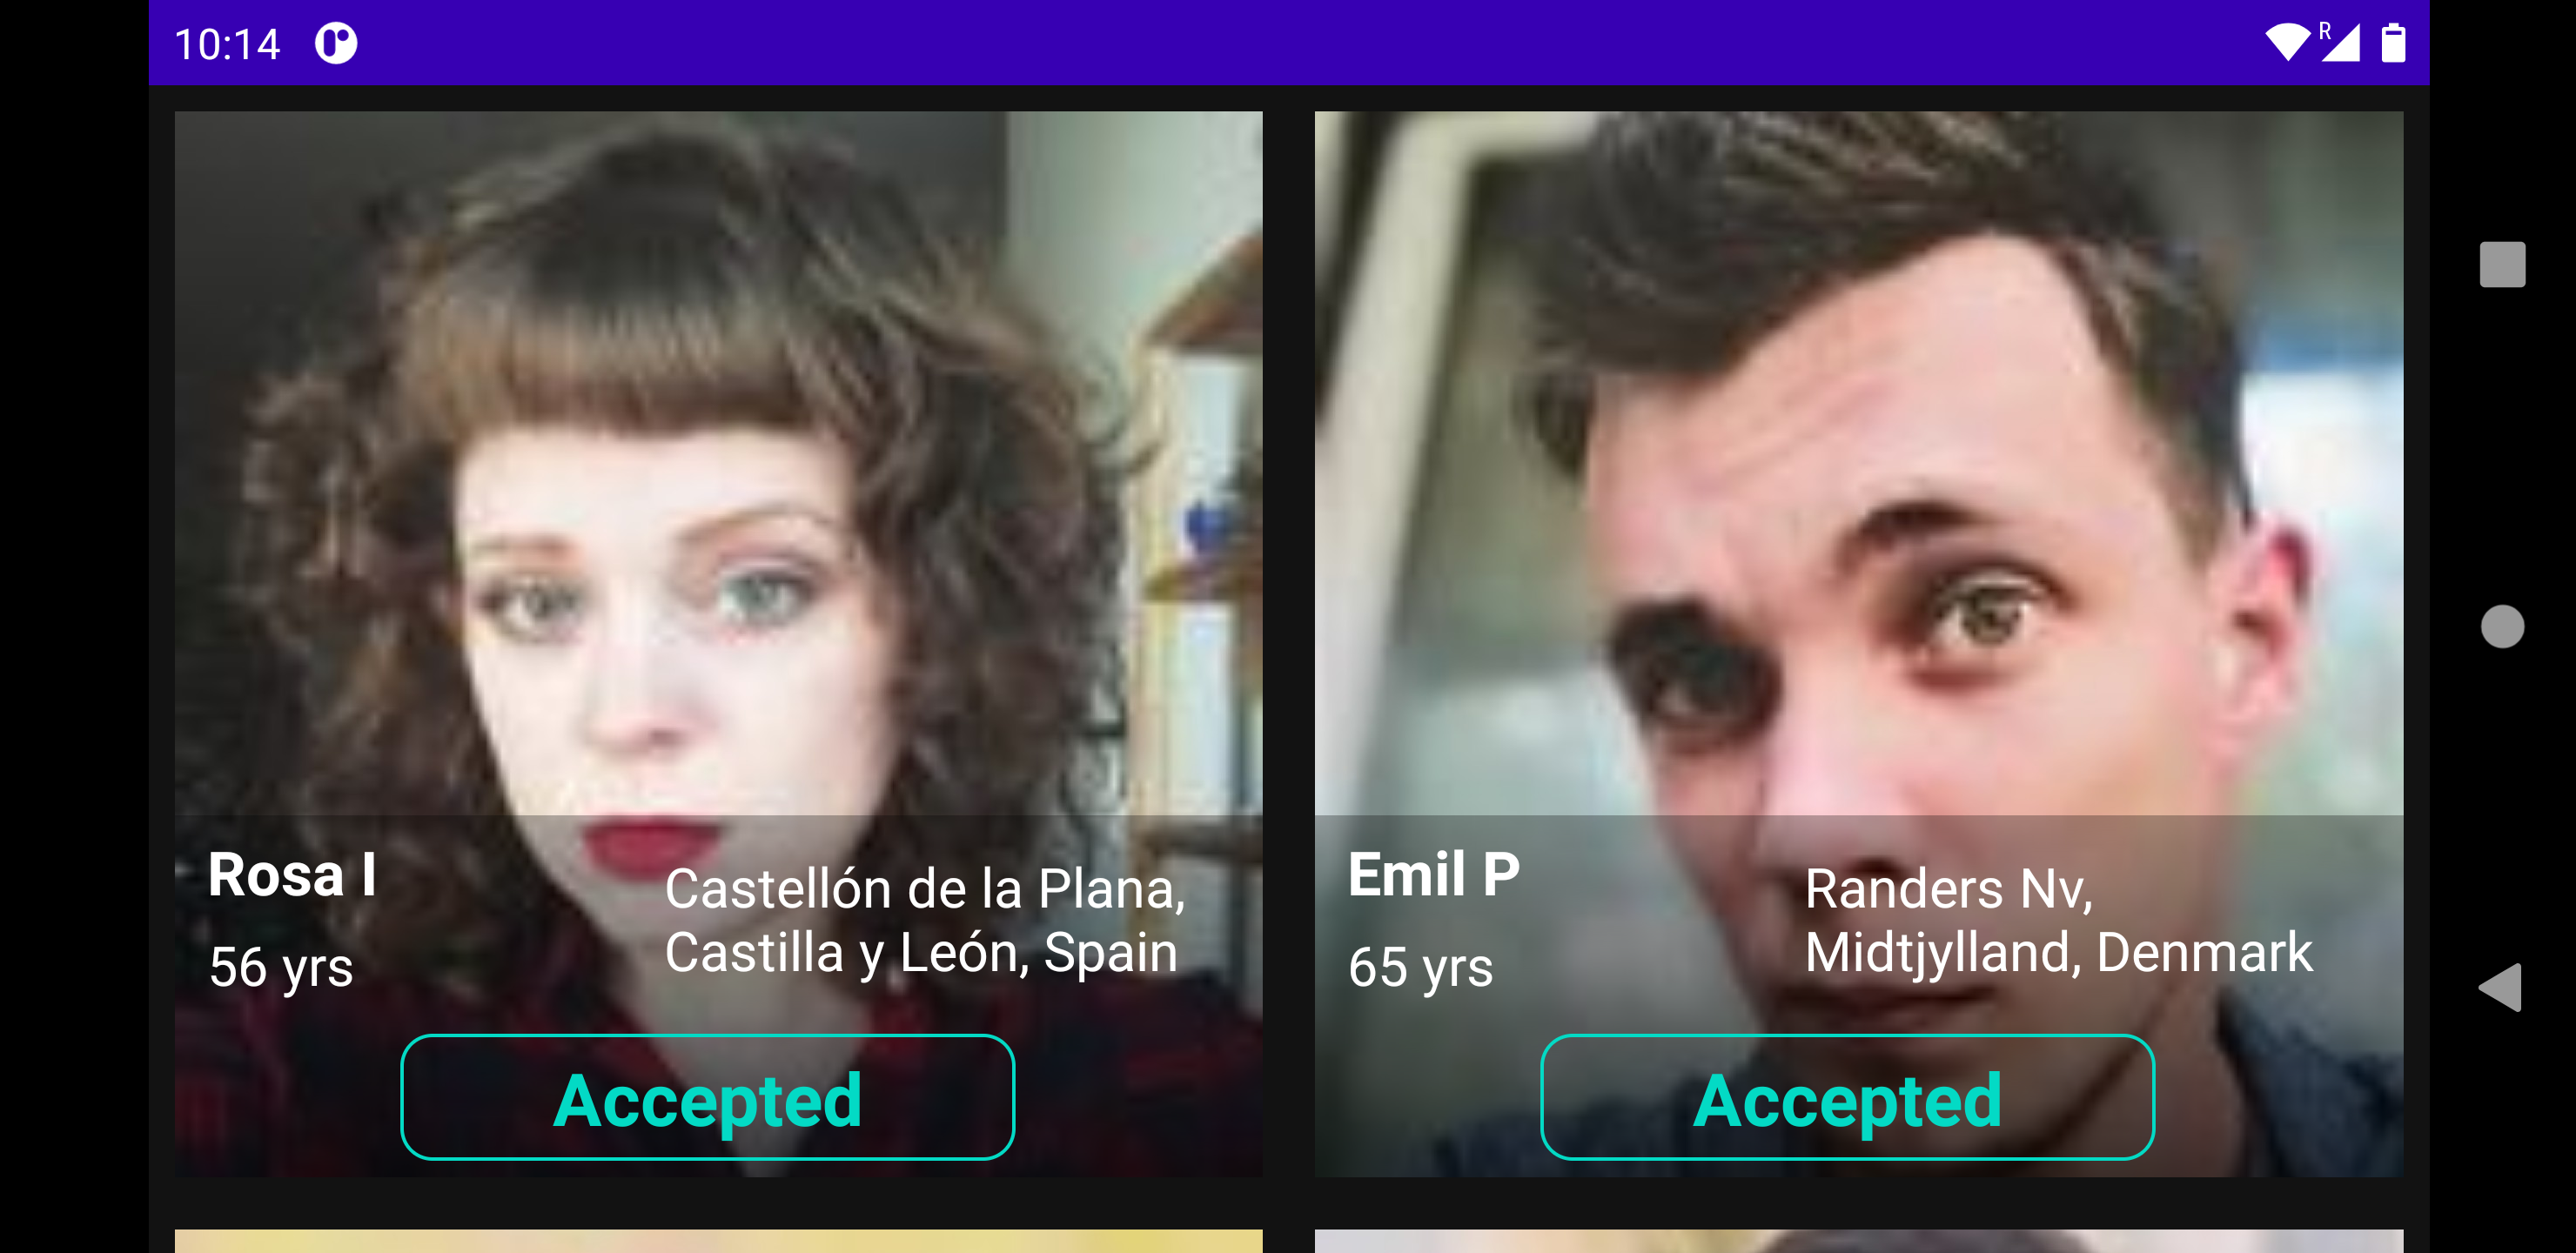 10:14
R
Rosa I
56 yrs
Castellón de la Plana,
Castilla y León, Spain
Accepted
Emil P
65 yrs
Randers Nv,
Midtjylland, Denmark
Accepted